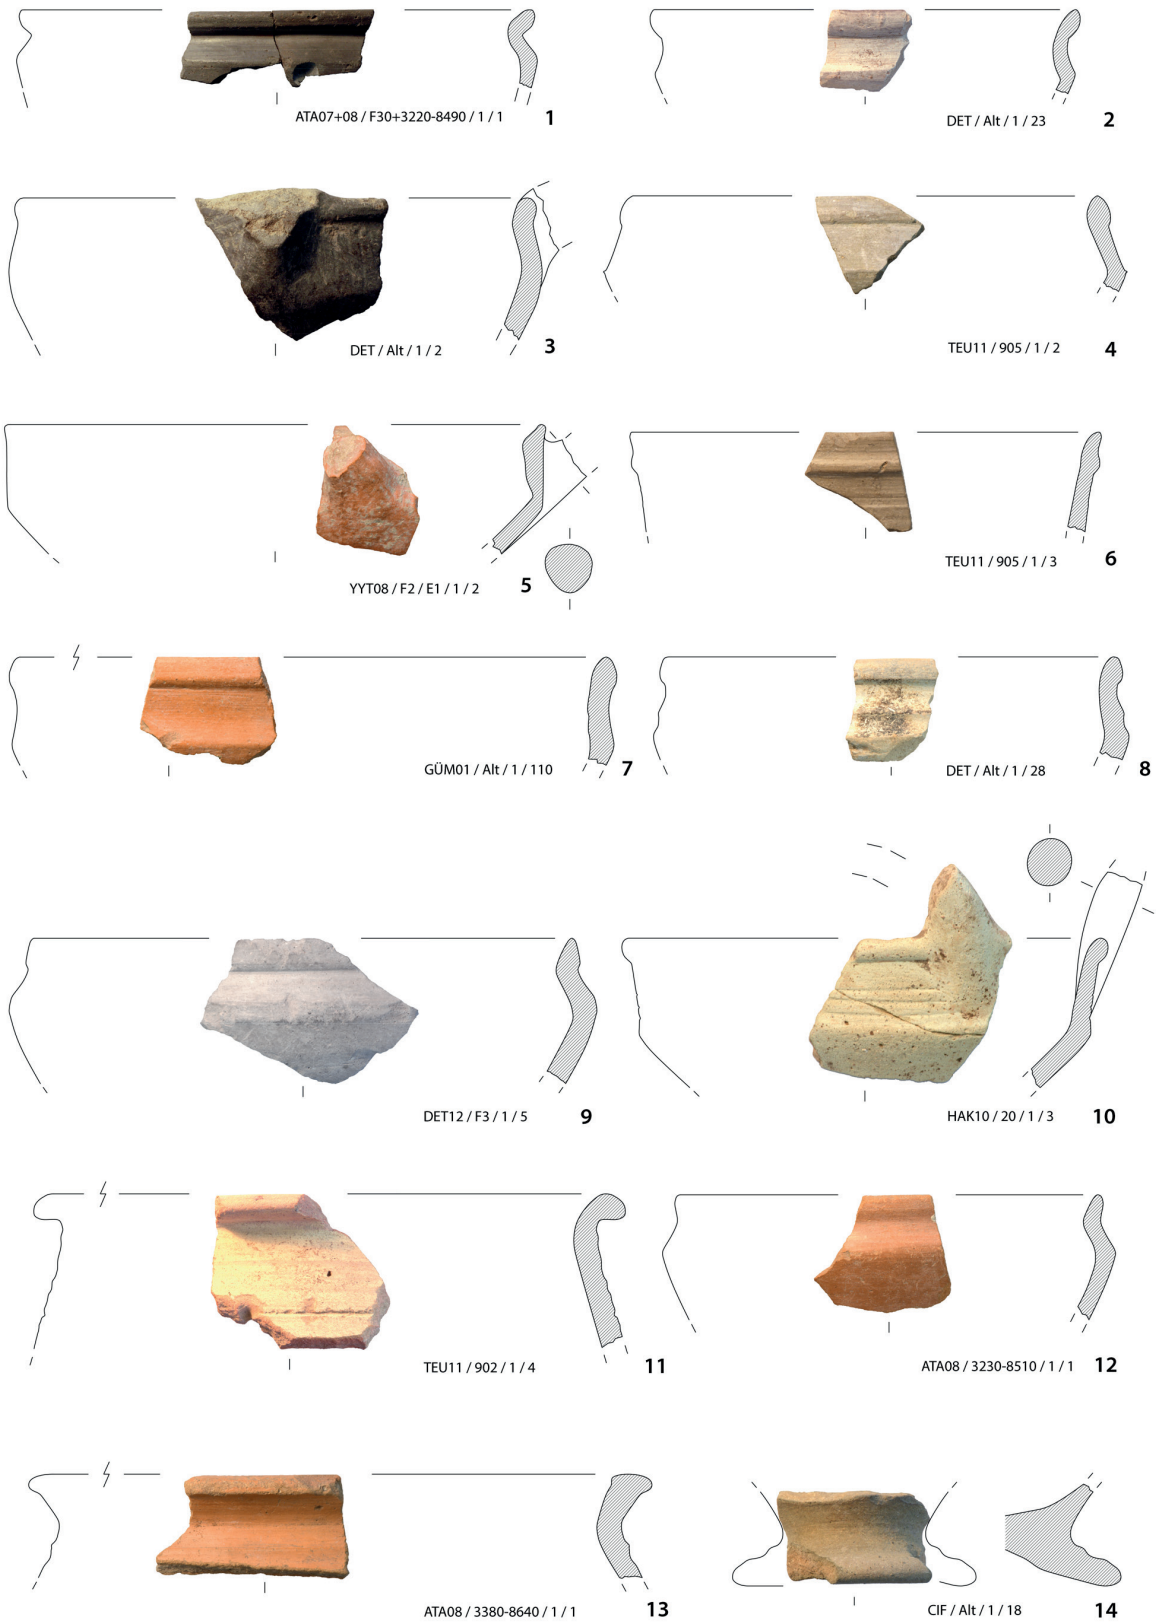 ATA07+08 / F30+3220-8490 / 1 / 1 1
DET / Alt / 1 / 23 2
DET / Alt / 1 / 2 3
TEU11 / 905 / 1 / 2 4
YYT08 / F2 / E1 / 1 / 2 5
TEU11 / 905 / 1 / 3 6
GÜM01 / Alt / 1 / 110 7
DET / Alt / 1 / 28 8
DET12 / F3 / 1 / 5 9
HAK10 / 20 / 1 / 3 10
TEU11 / 902 / 1 / 4 11
ATA08 / 3230-8510 / 1 / 1 12
ATA08 / 3380-8640 / 1 / 1 13
CIF / Alt / 1 / 18 14